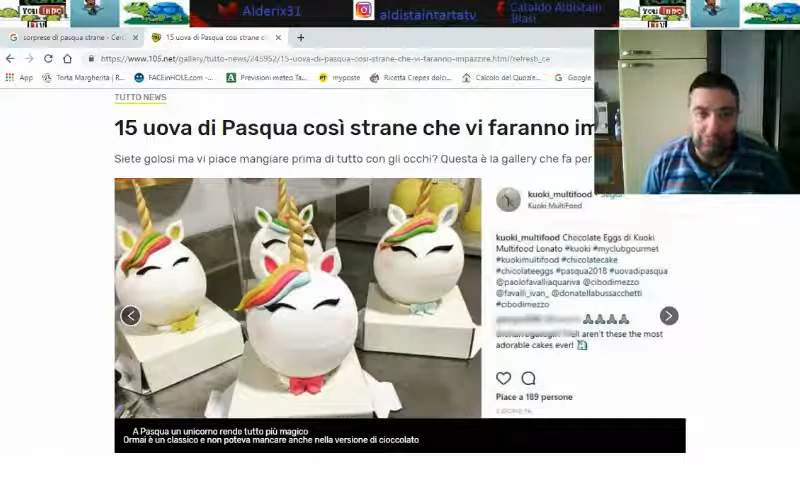 Alderix31
aldistaintartstv
Cataldo Aldistain
Blasi
sorprese di pasqua strane - Cer
15 uova di Pasqua così strane c
https://www.105.net/gallery/tutto-news/245952/15-uova-di-pasqua-cosi-strane-che-vi-faranno-impazzire.html?refresh_ce
App
Torta Margherita | R...
FACEinHOLE.com -...
Previsioni meteo Ta...
myposte
Ricetta Crepes dolci...
Calcolo del Quozie...
Google
TUTTO NEWS
15 uova di Pasqua così strane che vi faranno im
Siete golosi ma vi piace mangiare prima di tutto con gli occhi? Questa è la gallery che fa per
kuoki_multifood
Kuoki MultiFood
kuoki_multifood Chocolate Eggs di Kuoki
Multifood Lonato #kuoki #myclubgourmet
#kuokimultifood #chicolatecake
#chicolateeggs #pasqua2018 #uovadipasqua
@paolofavalliaquariva @cibodimezzo
@favalli_ivan_ @donatellabussacchetti
#cibodimezzo
aren't these the most
adorable cakes ever!
Piace a 189 persone
A Pasqua un unicorno rende tutto più magico
Ormai è un classico e non poteva mancare anche nella versione di cioccolato